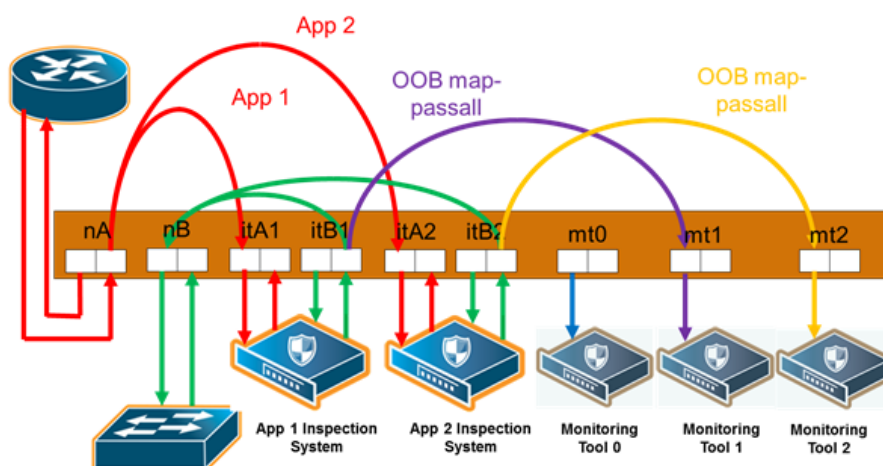 App 2
App 1
OOB map-
passall
OOB map-
passall
nA
nB
itA1
itB1
itA2
itB2
mt0
mt1
mt2
App 1 Inspection
System
App 2 Inspection
System
Monitoring
Tool 0
Monitoring
Tool 1
Monitoring
Tool 2